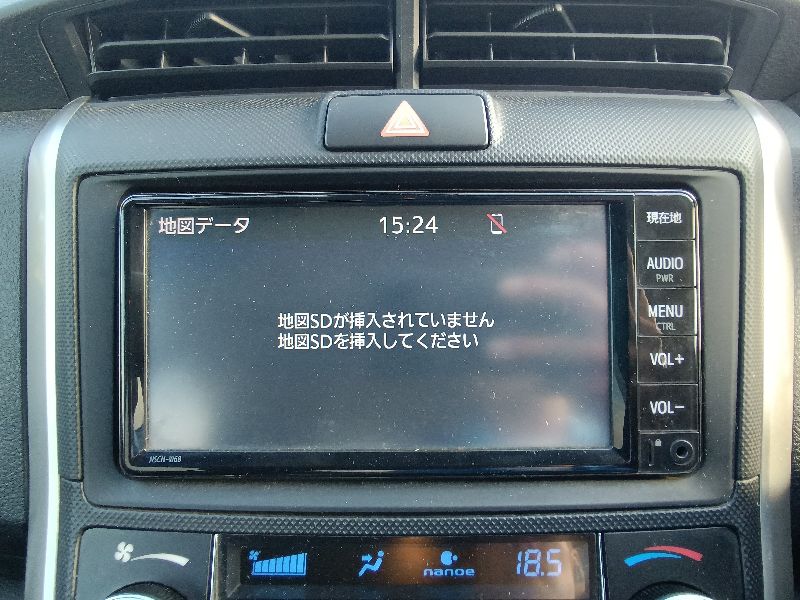 地図データ 15:24
現在地
AUDIO
PWR
地図SDが挿入されていません
地図SDを挿入してください
MENU
CTRL
VOL+
VOL-
NSCN-W68
nanoe 18.5